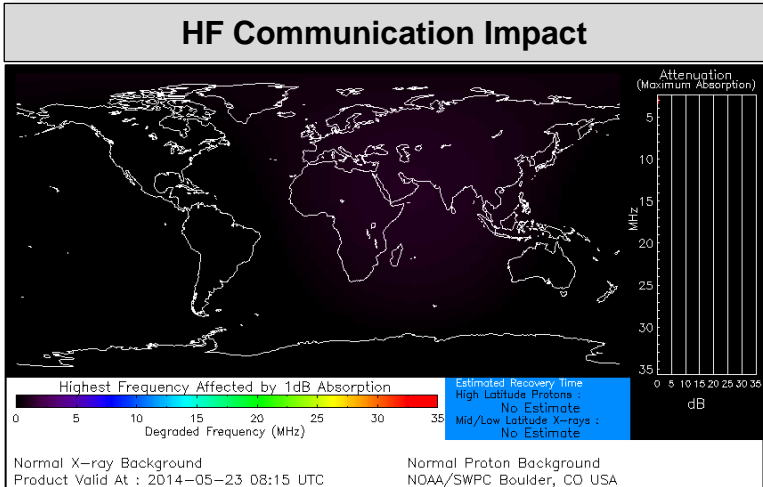 HF Communication Impact
Attenuation
(Maximum Absorption)
5
10
15
MHz
20
25
30
35
0 5 10 15 20 25 30 35
dB
Highest Frequency Affected by 1dB Absorption
0 5 10 15 20 25 30 35
Degraded Frequency (MHz)
Estimated Recovery Time
High Latitude Protons :
No Estimate
Mid/Low Latitude X-rays :
No Estimate
Normal X-ray Background
Normal Proton Background
Product Valid At : 2014-05-23 08:15 UTC
NOAA/SWPC Boulder, CO USA